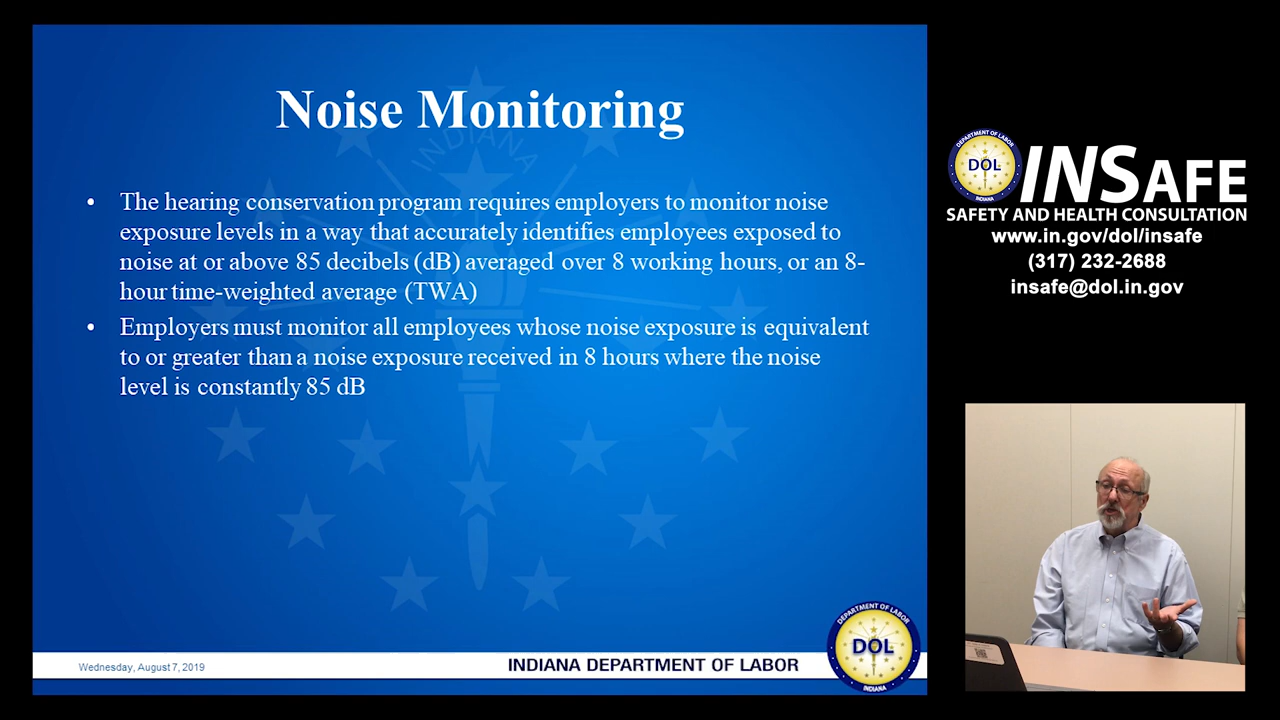 Noise Monitoring
• The hearing conservation program requires employers to monitor noise
exposure levels in a way that accurately identifies employees exposed to
noise at or above 85 decibels (dB) averaged over 8 working hours, or an 8-
hour time-weighted average (TWA)
• Employers must monitor all employees whose noise exposure is equivalent
to or greater than a noise exposure received in 8 hours where the noise
level is constantly 85 dB
INDIANA
Wednesday, August 7, 2019
INDIANA DEPARTMENT OF LABOR
DEPARTMENT OF LABOR
DOL
INDIANA
DEPARTMENT OF LABOR
DOL
INDIANA
INSAFE
SAFETY AND HEALTH CONSULTATION
www.in.gov/dol/insafe
(317) 232-2688
insafe@dol.in.gov